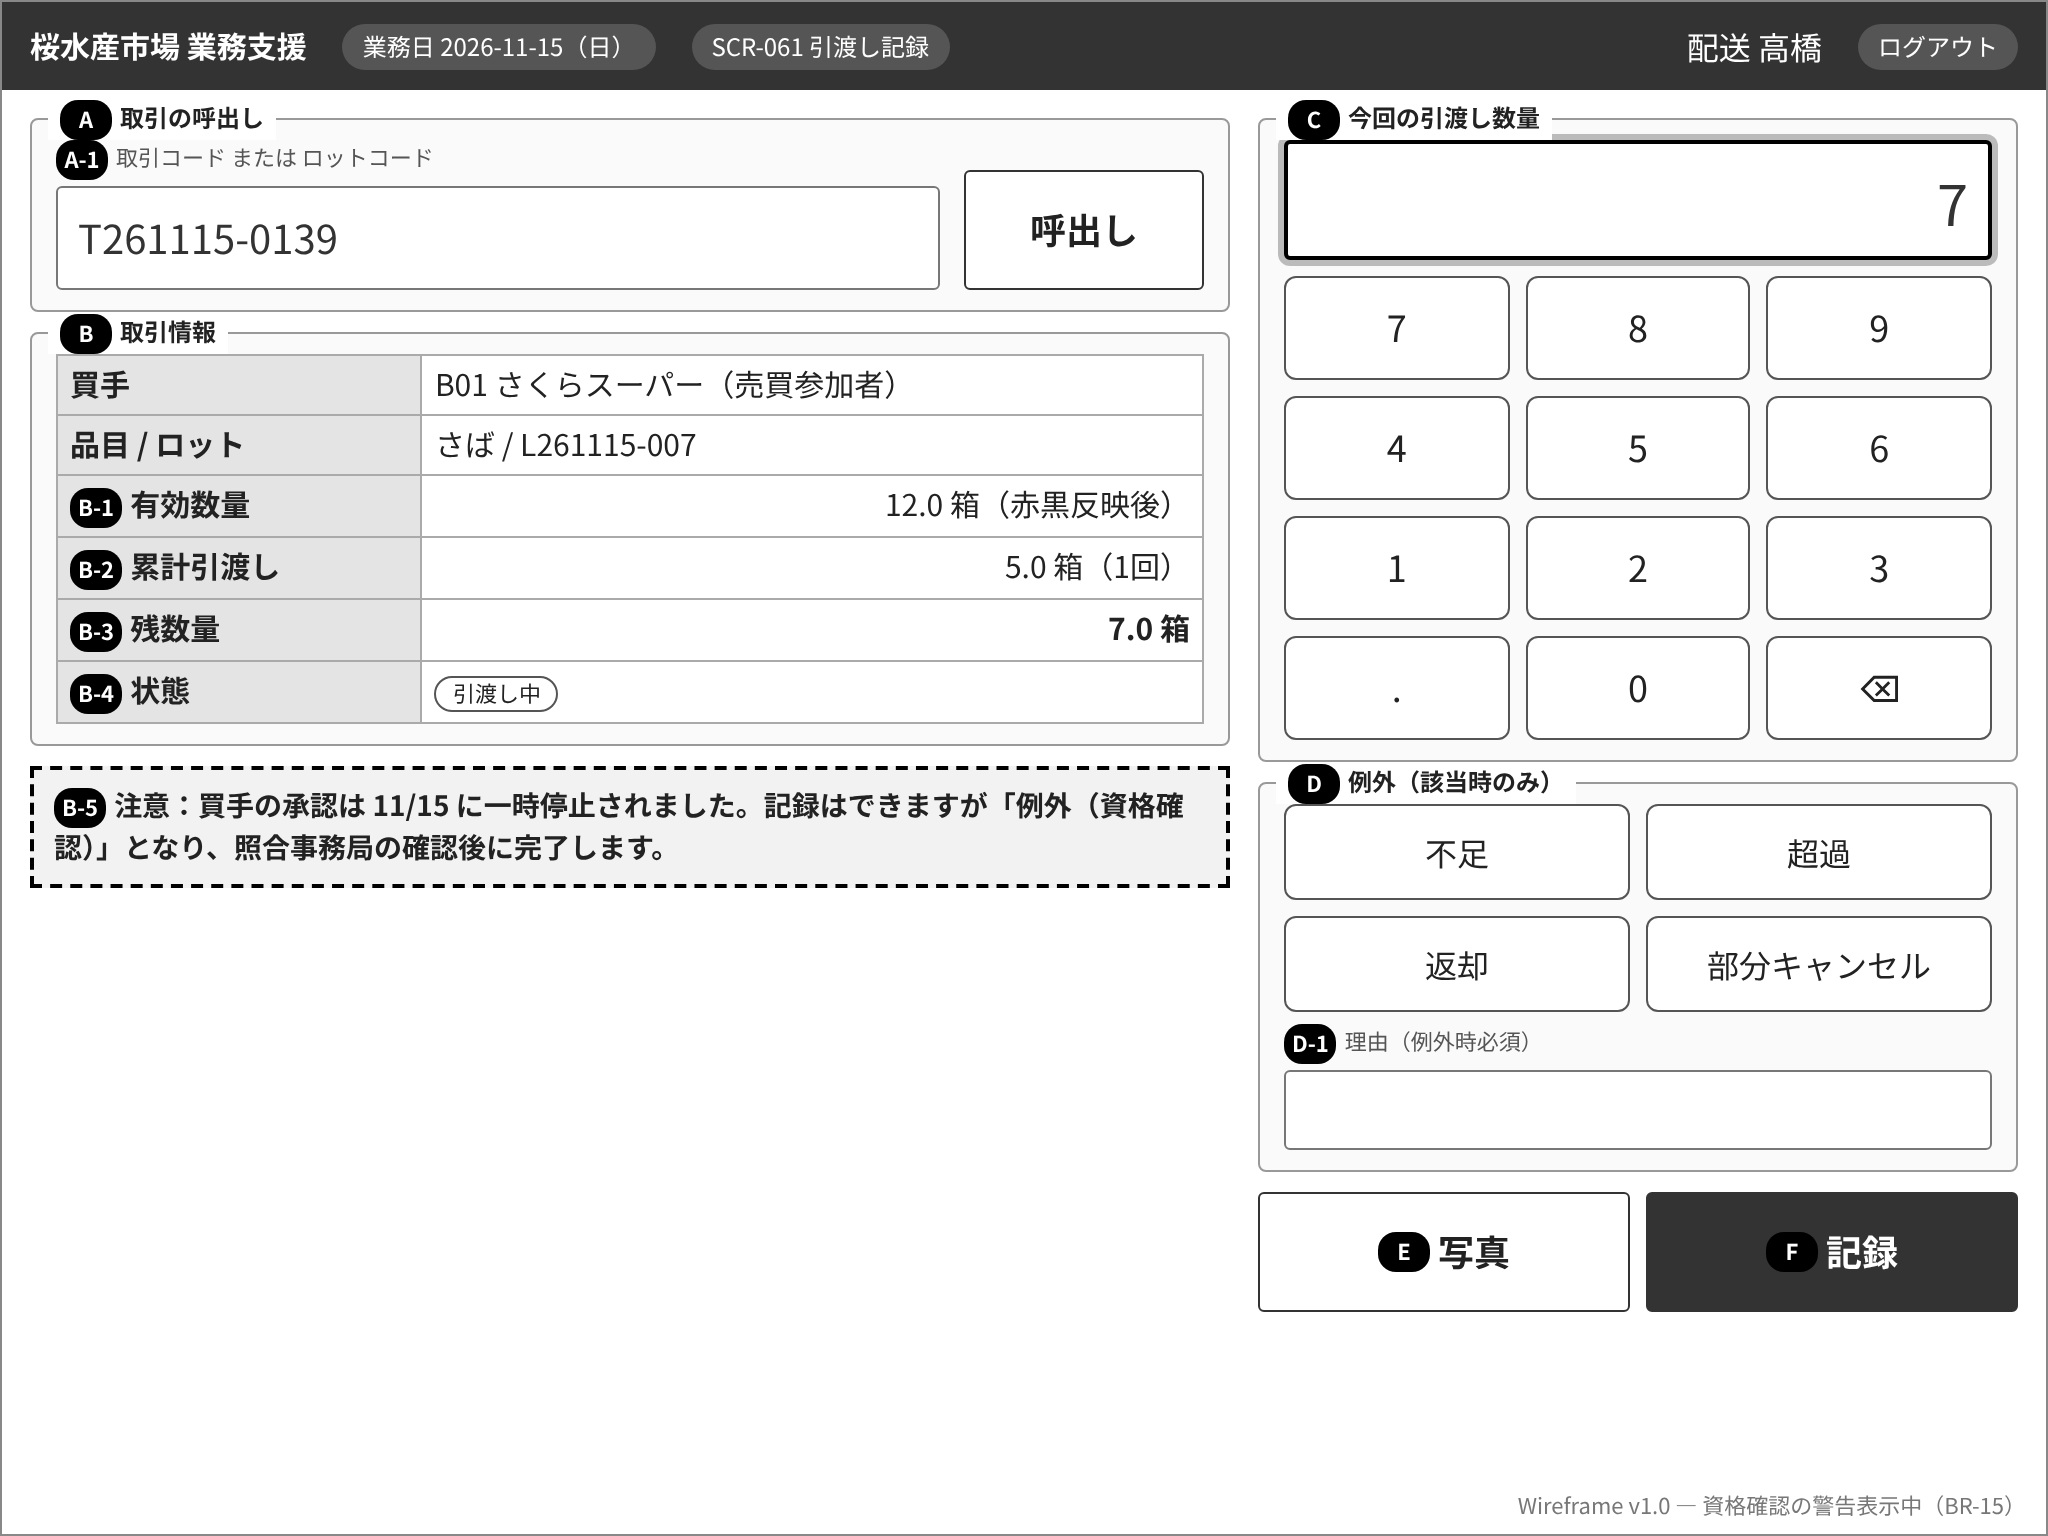 桜水産市場 業務支援
業務日 2026-11-15（日）
SCR-061 引渡し記録
配送 高橋
ログアウト
A 取引の呼出し
A-1 取引コード または ロットコード
T261115-0139
呼出し
B 取引情報
買手 B01 さくらスーパー（売買参加者）
品目 / ロット さば / L261115-007
B-1 有効数量 12.0 箱（赤黒反映後）
B-2 累計引渡し 5.0 箱（1回）
B-3 残数量 7.0 箱
B-4 状態 引渡し中
B-5 注意：買手の承認は 11/15 に一時停止されました。記録はできますが「例外（資格確
認）」となり、照合事務局の確認後に完了します。
C 今回の引渡し数量
7
7 8 9
4 5 6
1 2 3
. 0 ⌫
D 例外（該当時のみ）
不足 超過
返却 部分キャンセル
D-1 理由（例外時必須）
E 写真
F 記録
Wireframe v1.0 — 資格確認の警告表示中（BR-15）